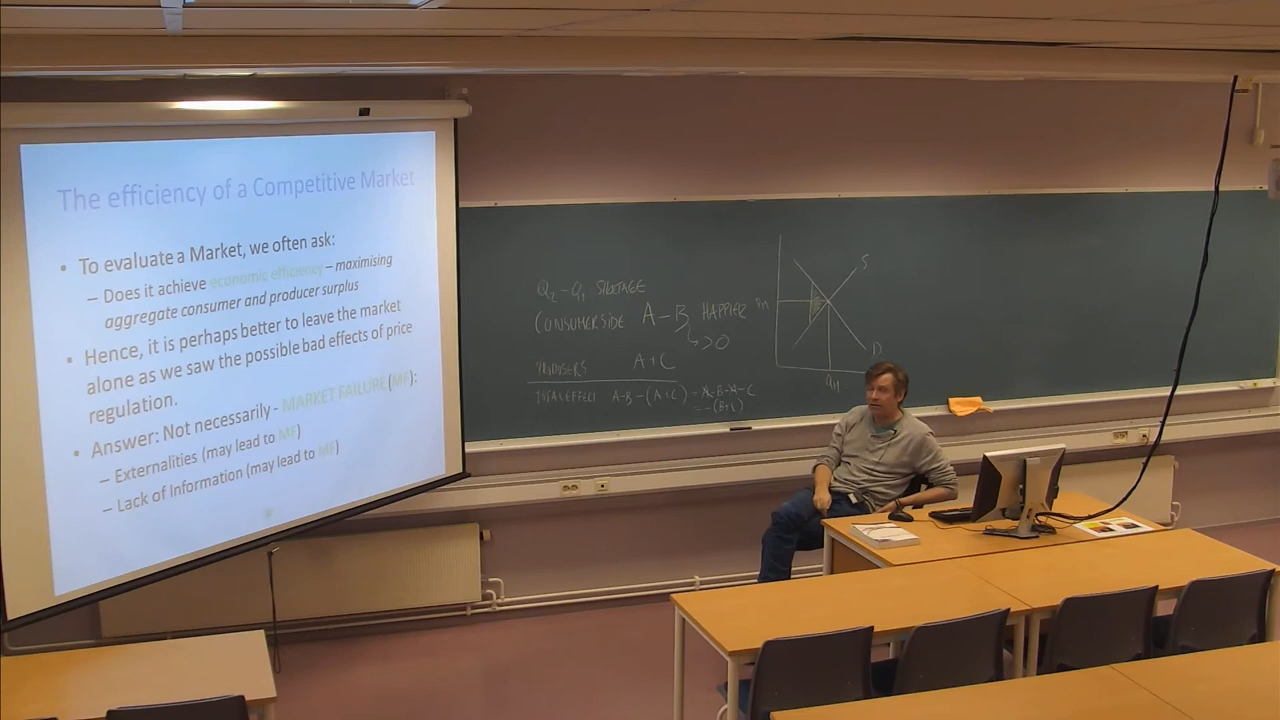 The efficiency of a Competitive Market
• To evaluate a Market, we often ask:
– Does it achieve economic efficiency – maximising
aggregate consumer and producer surplus
• Hence, it is perhaps better to leave the market
alone as we saw the possible bad effects of price
regulation.
• Answer: Not necessarily - MARKET FAILURE (MF):
– Externalities (may lead to MF)
– Lack of Information (may lead to MF)
Q2 - Q1 SHORTAGE
CONSUMER SIDE A-B HAPPIER
>0
PRODUCERS A+C
TOTAL EFFECT A-B-(A+C) = A-B-A-C
= -(B+C)
S
D